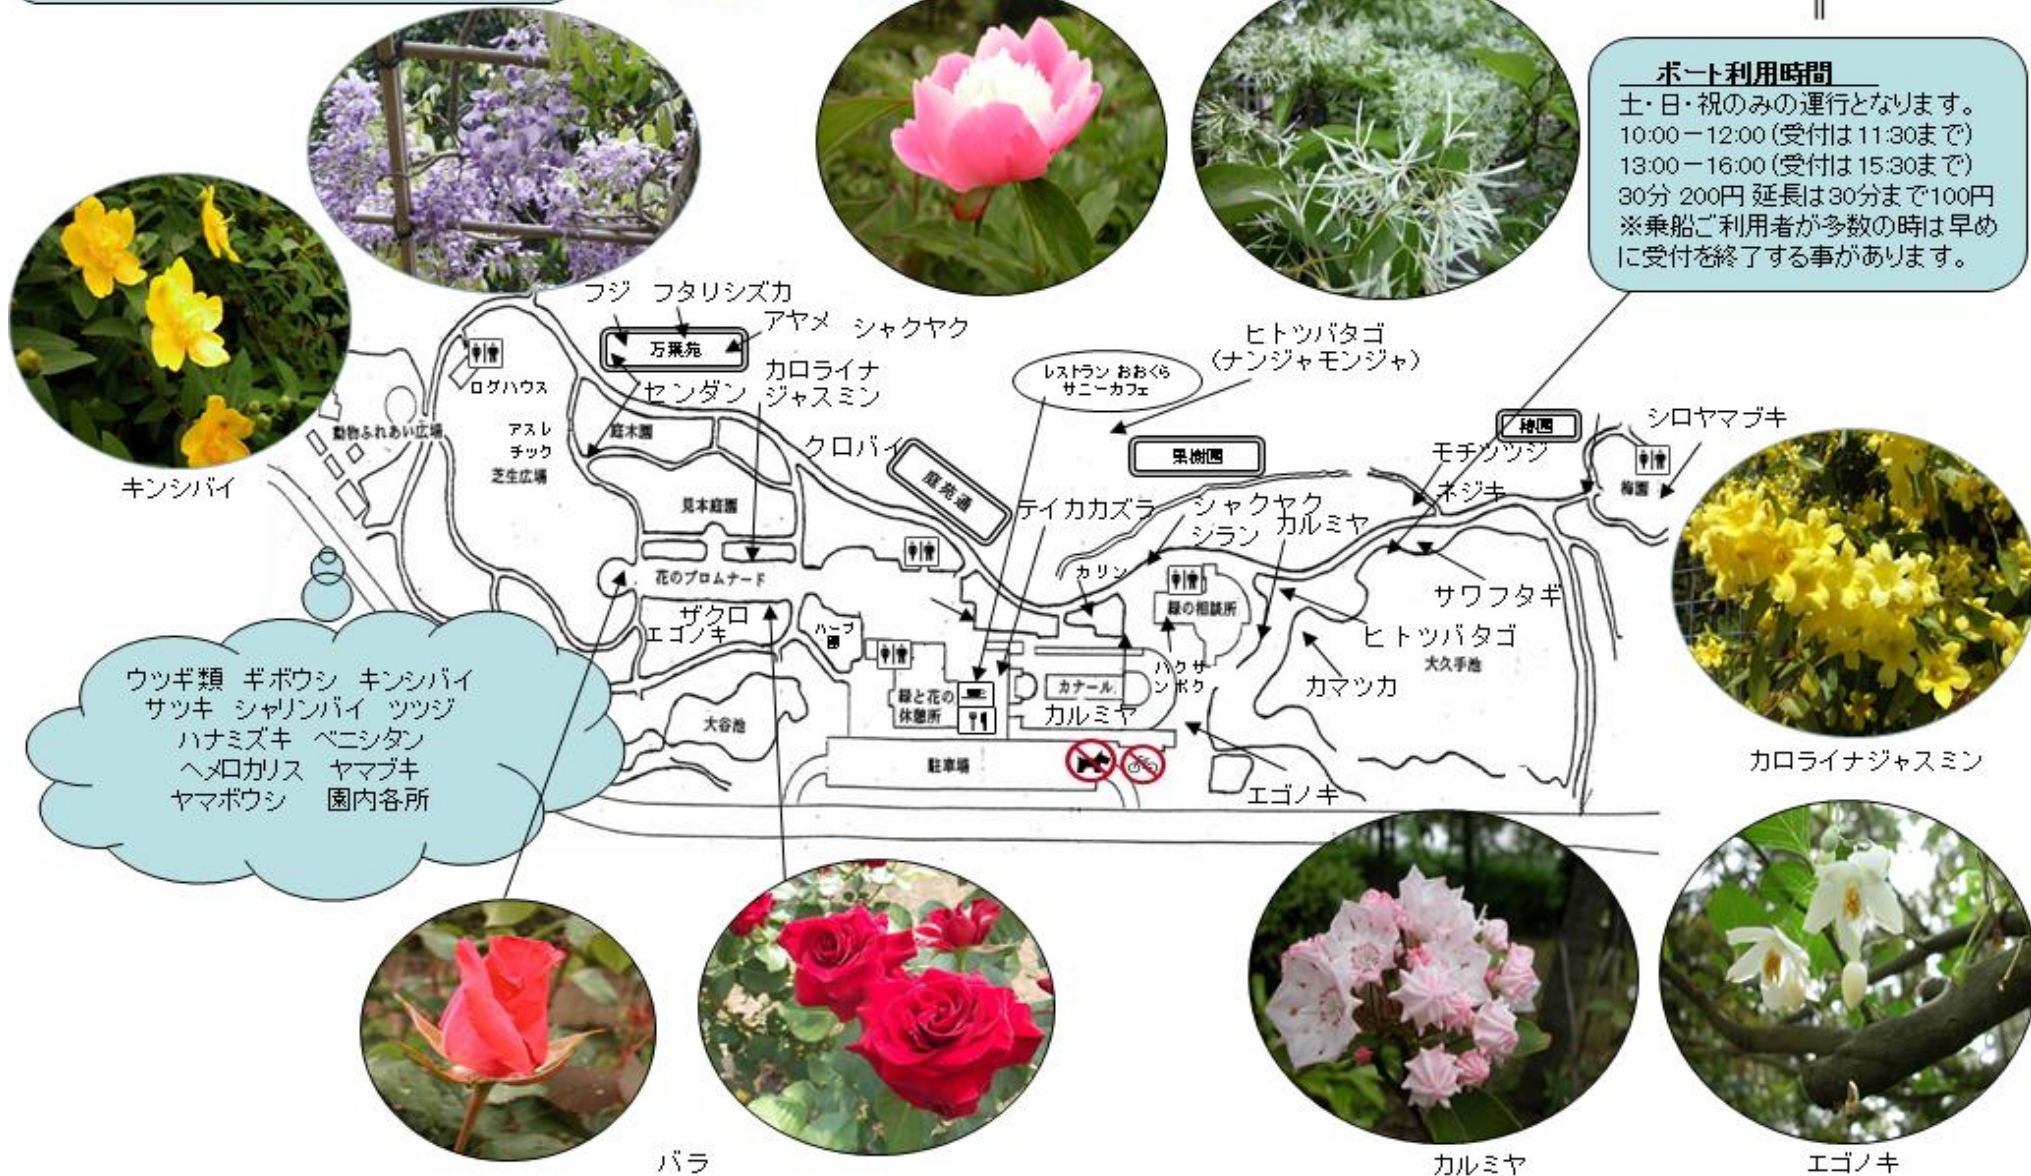 ボート利用時間
土・日・祝のみの運行となります。
10:00－12:00(受付は11:30まで)
13:00－16:00(受付は15:30まで)
30分 200円 延長は30分まで100円
※乗船ご利用者が多数の時は早め
に受付を終了する事があります。
フジ フタリシズカ
アヤメ シャクヤク
万葉苑
ヒトツバタゴ
(ナンジャモンジャ)
レストラン おおくら
サニーカフェ
ログハウス
センダン
カロライナ
ジャスミン
シロヤマブキ
動物ふれあい広場
アスレ
チック
芝生広場
庭木園
クロバイ
果樹園
モチツツジ
ネジキ
梅園
キンシバイ
庭苑通
見本庭園
テイカカズラ
シャクヤク
シラン カルミヤ
花のプロムナード
カリン
緑の相談所
サワフタギ
ザクロ
エゴノキ
ハーブ
園
ヒトツバタゴ
大久手池
ハクサ
ンボク
カマツカ
ウツギ類 ギボウシ キンシバイ
サツキ シャリンバイ ツツジ
ハナミズキ ベニシタン
ヘメロカリス ヤマブキ
ヤマボウシ 園内各所
大谷池
緑と花の
休憩所
カナール
カルミヤ
駐車場
エゴノキ
カロライナジャスミン
バラ
カルミヤ
エゴノキ